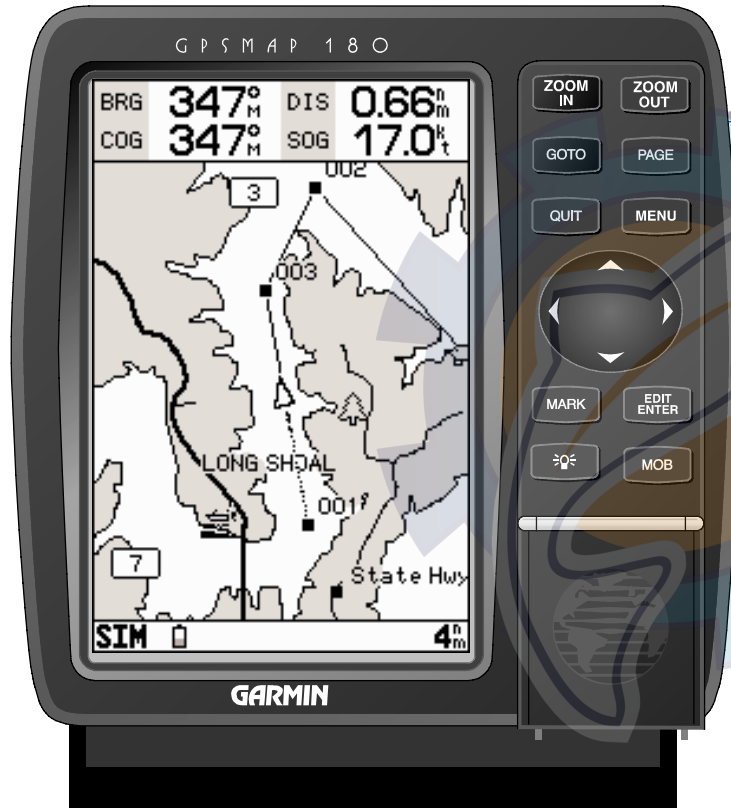 GPSMAP 180
BRG 347°M DIS 0.66nm
COG 347°M SOG 17.0kt
002
3
003
LONG SHOAL
001
7
State Hwy
SIM 4nm
GARMIN
ZOOM IN
ZOOM OUT
GOTO
PAGE
QUIT
MENU
MARK
EDIT ENTER
MOB